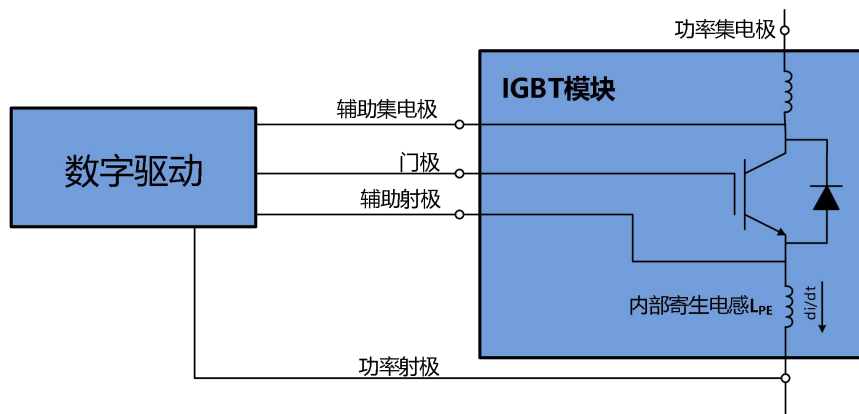 功率集电极
IGBT模块
辅助集电极
数字驱动
门极
辅助射极
内部寄生电感LPE
di/dt
功率射极